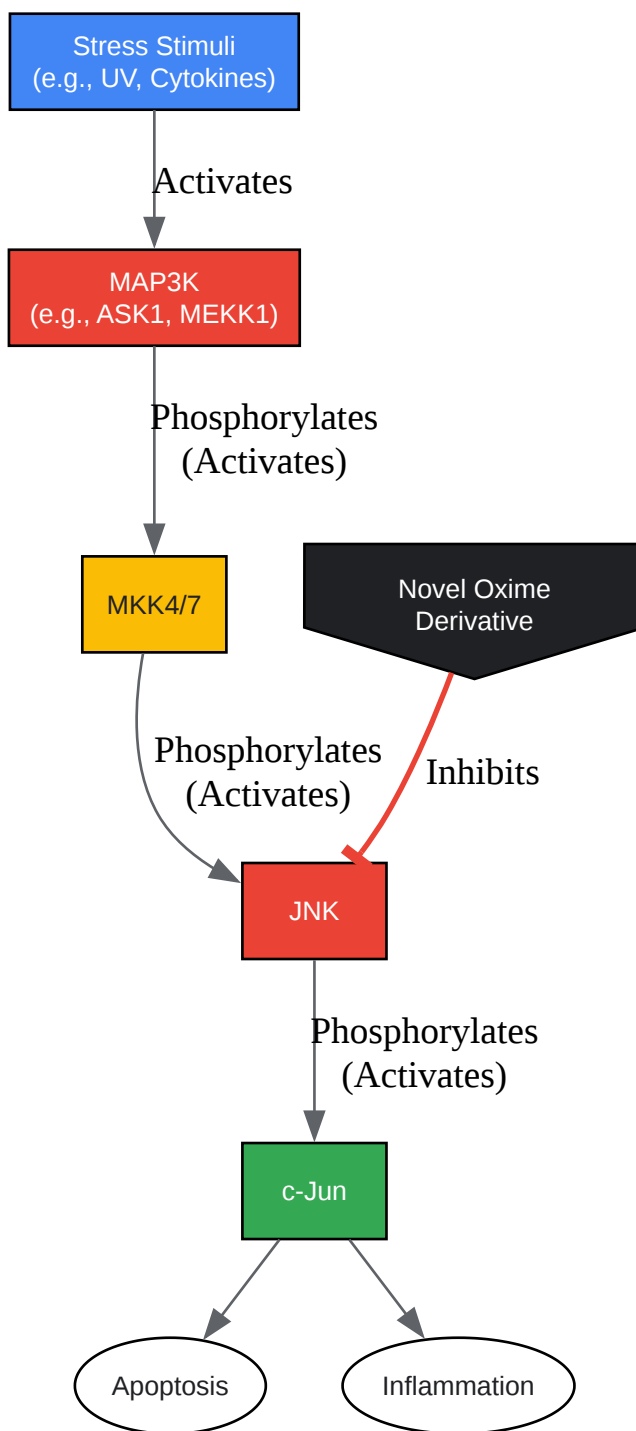 Stress Stimuli
(e.g., UV, Cytokines)
Activates
MAP3K
(e.g., ASK1, MEKK1)
Phosphorylates
(Activates)
MKK4/7
Novel Oxime
Derivative
Phosphorylates
(Activates)
Inhibits
JNK
Phosphorylates
(Activates)
c-Jun
Apoptosis
Inflammation